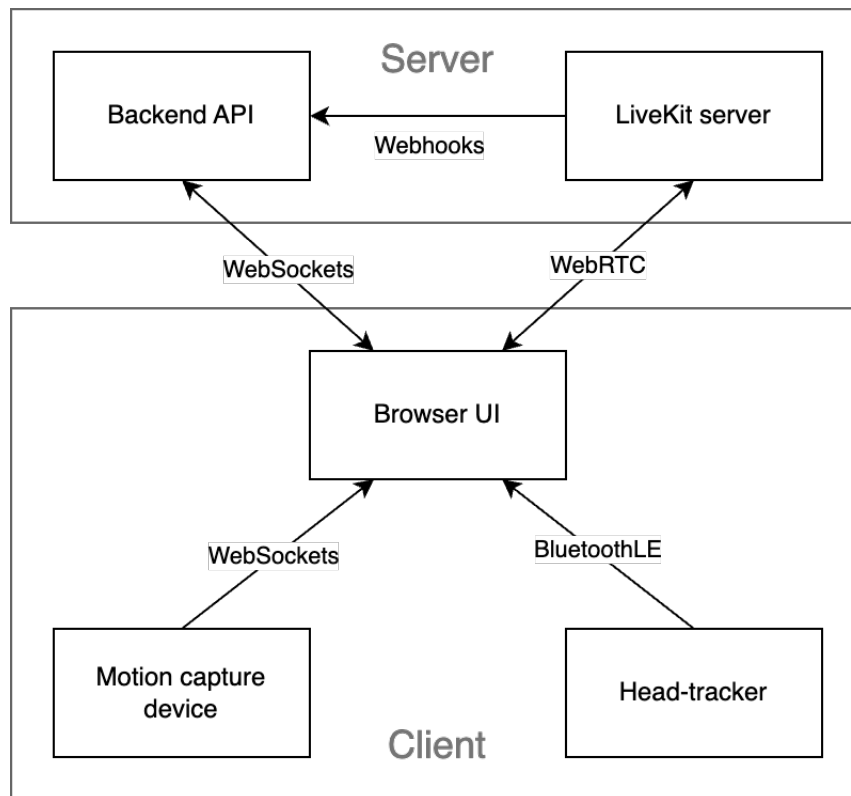 Server
Backend API
LiveKit server
Webhooks
WebSockets
WebRTC
Browser UI
WebSockets
BluetoothLE
Motion capture
device
Head-tracker
Client